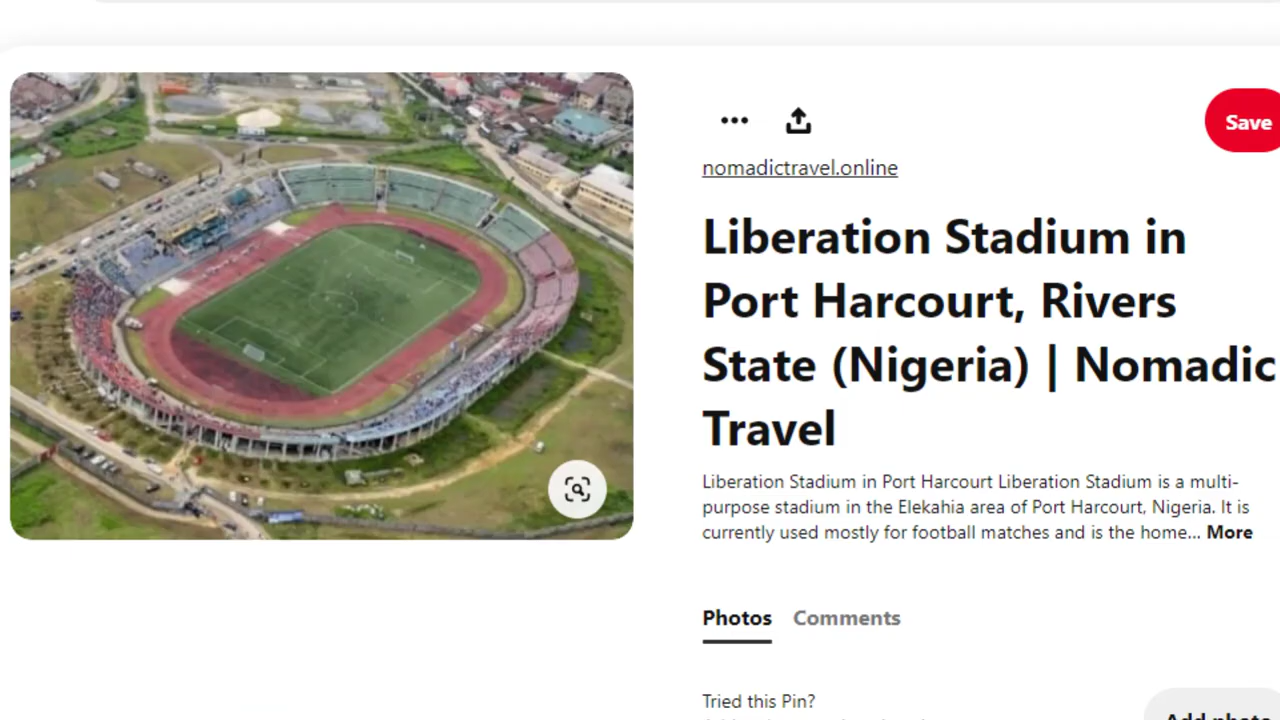 Save
nomadictravel.online
Liberation Stadium in
Port Harcourt, Rivers
State (Nigeria) | Nomadic
Travel
Liberation Stadium in Port Harcourt Liberation Stadium is a multi-
purpose stadium in the Elekahia area of Port Harcourt, Nigeria. It is
currently used mostly for football matches and is the home... More
Photos Comments
Tried this Pin?
Add photo